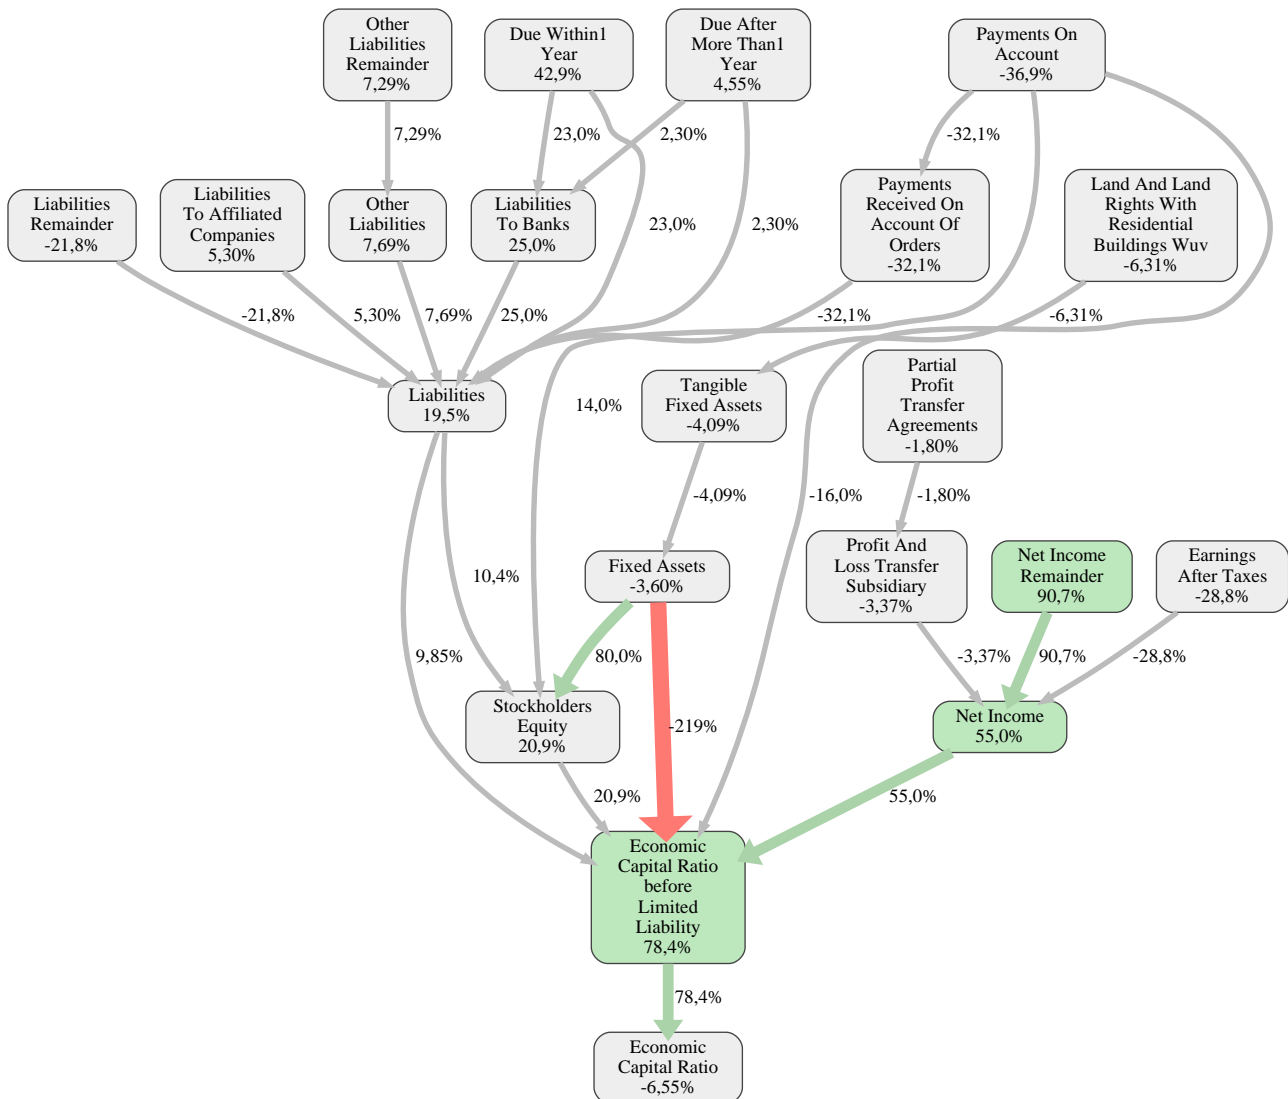 Other
Liabilities
Remainder
7,29%
Due Within1
Year
42,9%
Due After
More Than1
Year
4,55%
Payments On
Account
-36,9%
7,29%
23,0%
2,30%
-32,1%
Liabilities
Remainder
-21,8%
Liabilities
To Affiliated
Companies
5,30%
Other
Liabilities
7,69%
Liabilities
To Banks
25,0%
23,0%
2,30%
Payments
Received On
Account Of
Orders
-32,1%
Land And Land
Rights With
Residential
Buildings Wuv
-6,31%
-21,8%
5,30%
7,69%
25,0%
-32,1%
-6,31%
Liabilities
19,5%
14,0%
Tangible
Fixed Assets
-4,09%
Partial
Profit
Transfer
Agreements
-1,80%
-4,09%
-16,0%
-1,80%
10,4%
Fixed Assets
-3,60%
Profit And
Loss Transfer
Subsidiary
-3,37%
Net Income
Remainder
90,7%
Earnings
After Taxes
-28,8%
9,85%
80,0%
-3,37%
90,7%
-28,8%
Stockholders
Equity
20,9%
-219%
Net Income
55,0%
20,9%
55,0%
Economic
Capital Ratio
before
Limited
Liability
78,4%
78,4%
Economic
Capital Ratio
-6,55%